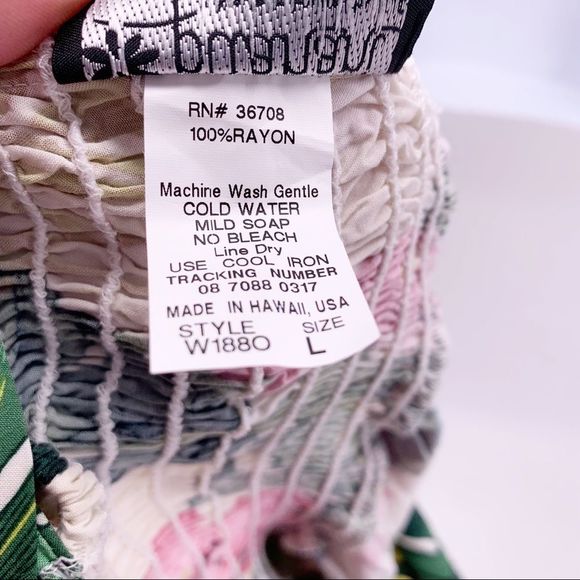 RN# 36708
100%RAYON
Machine Wash Gentle
COLD WATER
MILD SOAP
NO BLEACH
Line Dry
USE COOL IRON
TRACKING NUMBER
08 7088 0317
MADE IN HAWAII, USA
STYLE SIZE
W1880 L